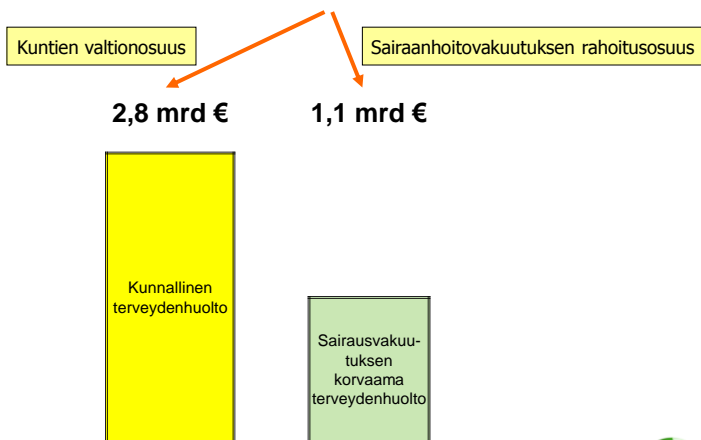 Kuntien valtionosuus
Sairaanhoitovakuutuksen rahoitusosuus
2,8 mrd €
1,1 mrd €
Kunnallinen
terveydenhuolto
Sairausvakuu-
tuksen
korvaama
terveydenhuolto